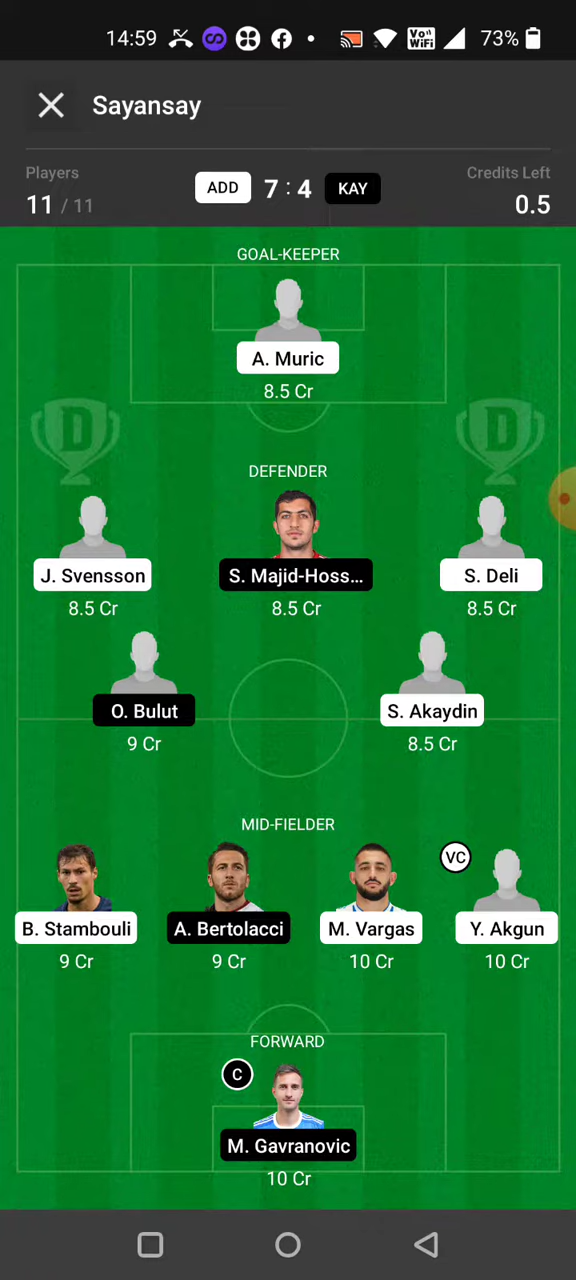 14:59
Vo))
WiFi
73%
Sayansay
Players
11 / 11
ADD 7 : 4 KAY
Credits Left
0.5
GOAL-KEEPER
A. Muric
8.5 Cr
D
D
DEFENDER
J. Svensson
8.5 Cr
S. Majid-Hoss...
8.5 Cr
S. Deli
8.5 Cr
O. Bulut
9 Cr
S. Akaydin
8.5 Cr
MID-FIELDER
B. Stambouli
9 Cr
A. Bertolacci
9 Cr
M. Vargas
10 Cr
VC
Y. Akgun
10 Cr
FORWARD
C
M. Gavranovic
10 Cr